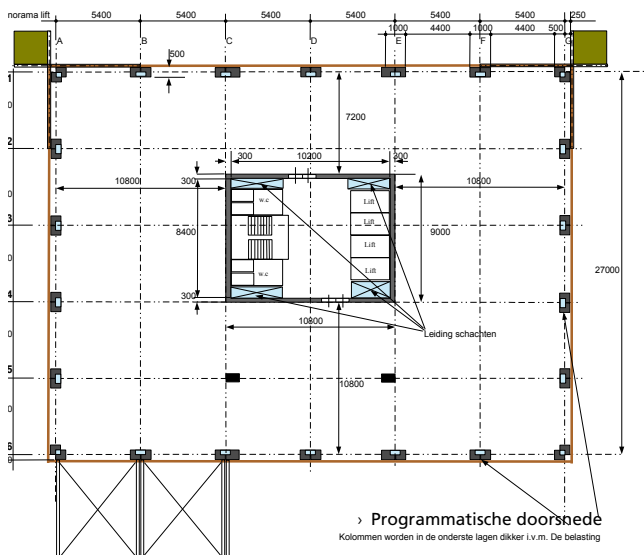 5400 5400 5400 5400 5400 5400
norama lift
1000 1000 500 250
4400 4400
A B C D E F G
500
1
7200
2
300 10200 300
10800 300 10800
w.c Lift
3
Lift
8400 9000 27000
Lift
w.c Lift
300
4
Leiding schachten
10800
5
10800
6
› Programmatische doorsnede
Kolommen worden in de onderste lagen dikker i.v.m. De belasting